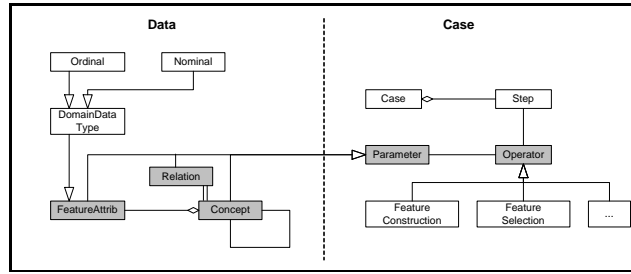 Data
Case
Ordinal
Nominal
Case
Step
DomainData
Type
Parameter
Operator
Relation
FeatureAttrib
Concept
Feature
Construction
Feature
Selection
...